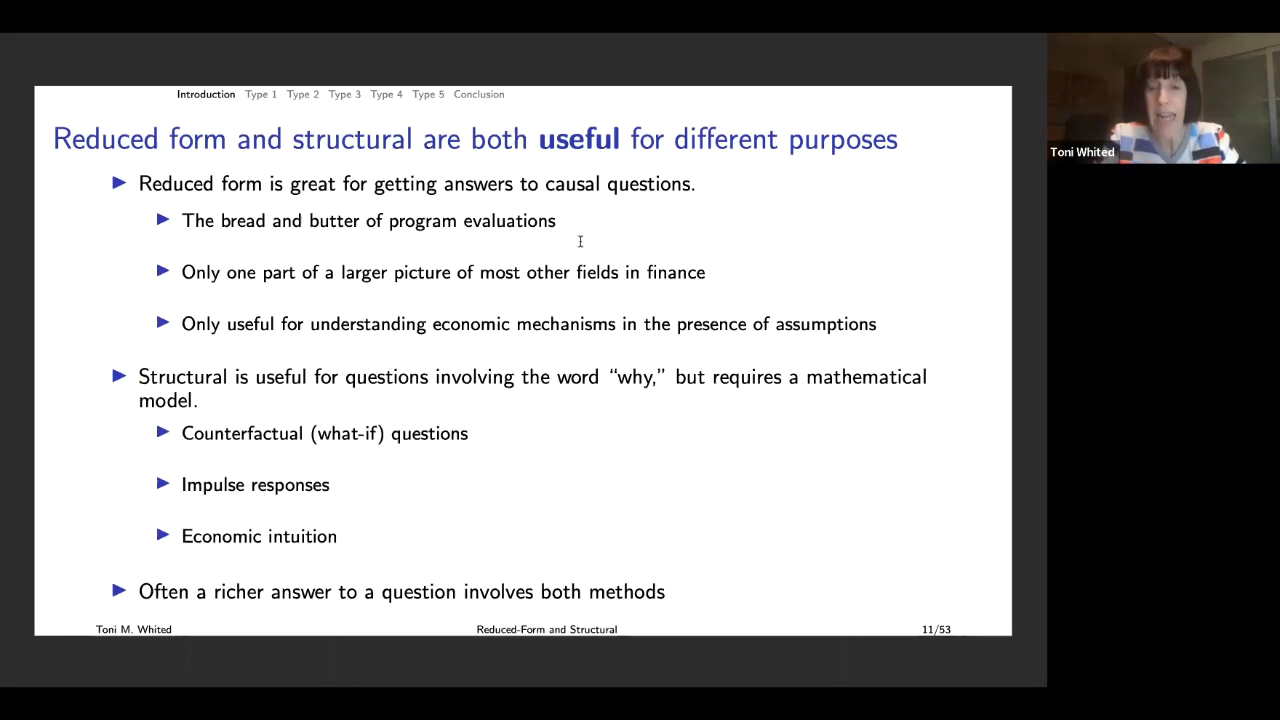 Introduction Type 1 Type 2 Type 3 Type 4 Type 5 Conclusion
Reduced form and structural are both useful for different purposes
Reduced form is great for getting answers to causal questions.
The bread and butter of program evaluations
Only one part of a larger picture of most other fields in finance
Only useful for understanding economic mechanisms in the presence of assumptions
Structural is useful for questions involving the word “why,” but requires a mathematical
model.
Counterfactual (what-if) questions
Impulse responses
Economic intuition
Often a richer answer to a question involves both methods
Toni M. Whited Reduced-Form and Structural 11/53
Toni Whited